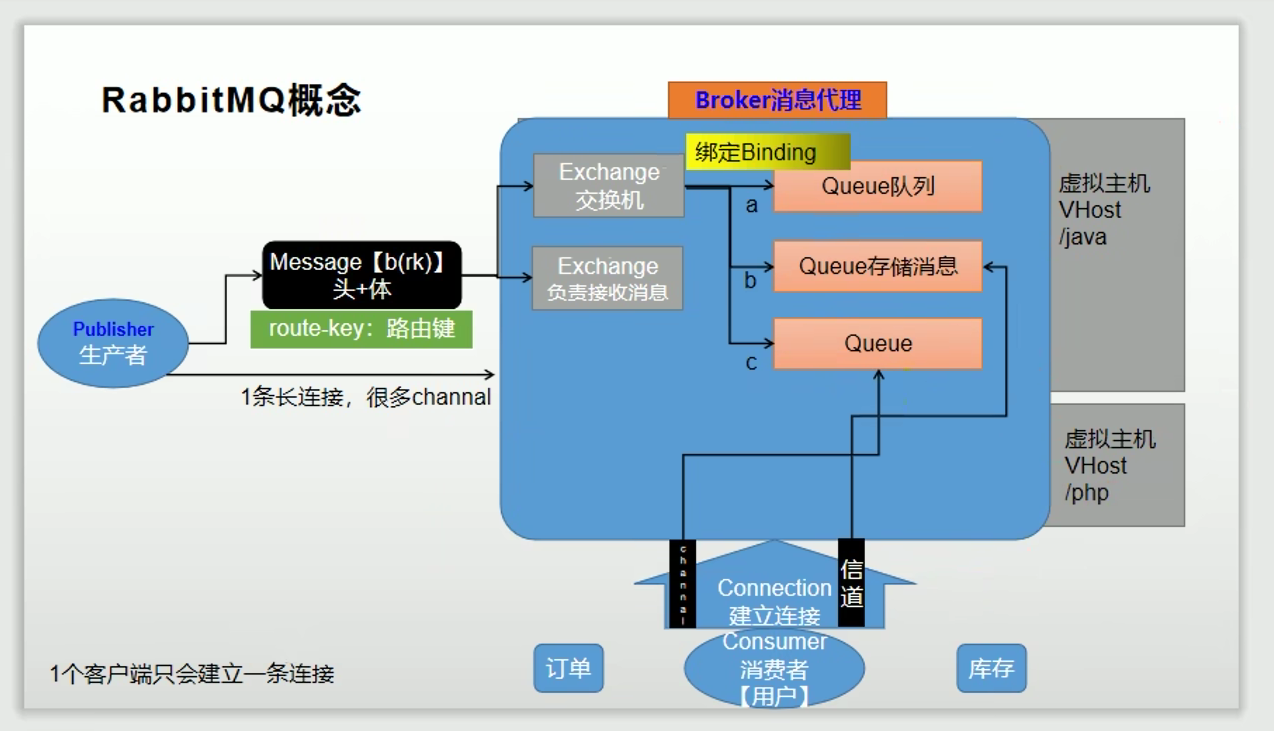 RabbitMQ概念
Broker消息代理
绑定Binding
Exchange
交换机
Queue队列
a
虚拟主机
VHost
/java
Message【b(rk)】
头+体
Exchange
负责接收消息
Queue存储消息
b
route-key：路由键
Publisher
生产者
Queue
c
1条长连接，很多channal
虚拟主机
VHost
/php
channal
信道
Connection
建立连接
Consumer
消费者
【用户】
订单
库存
1个客户端只会建立一条连接